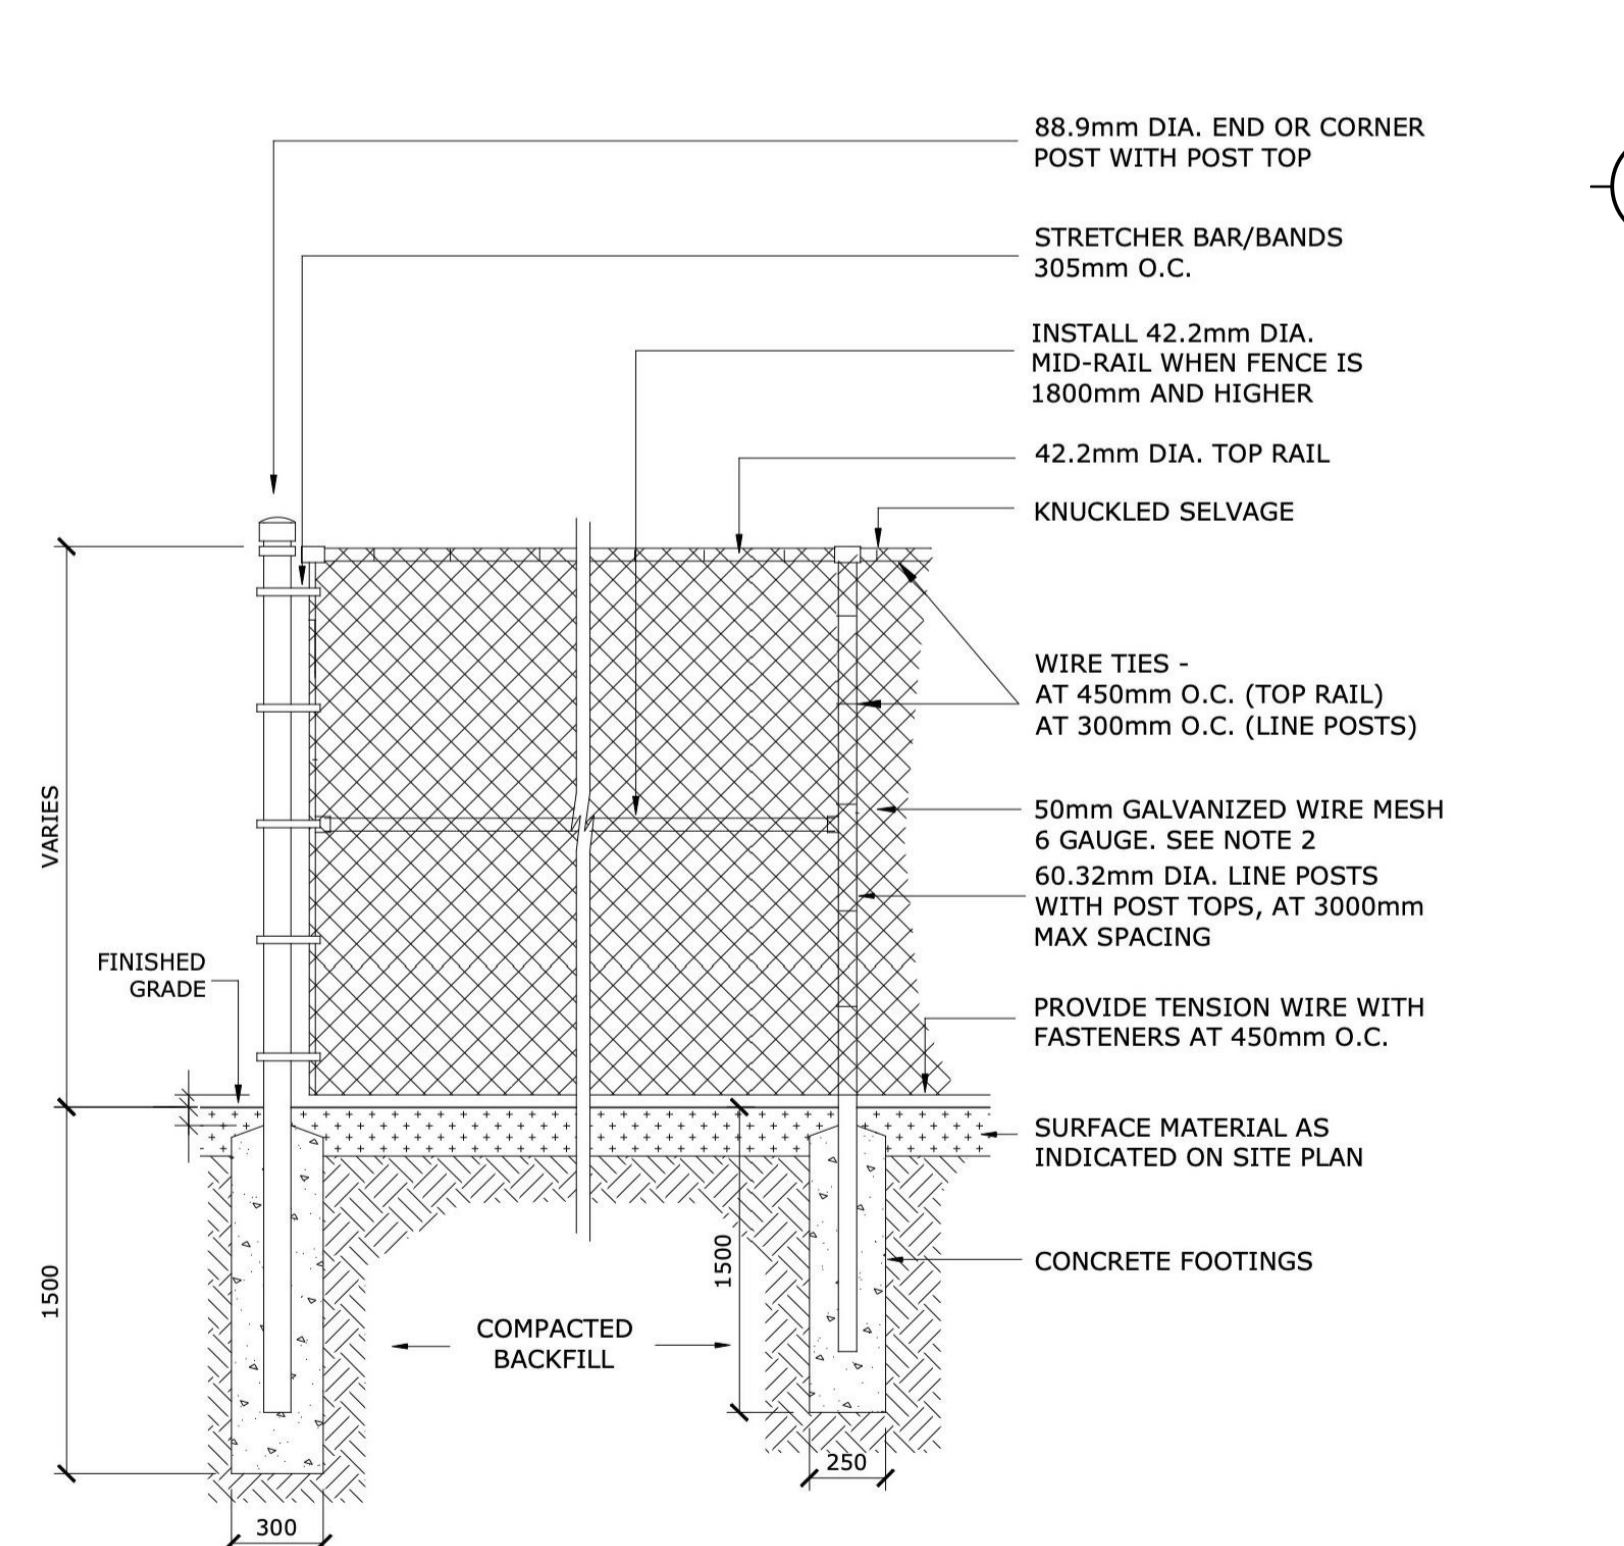 88.9mm DIA. END OR CORNER
POST WITH POST TOP
STRETCHER BAR/BANDS
305mm O.C.
INSTALL 42.2mm DIA.
MID-RAIL WHEN FENCE IS
1800mm AND HIGHER
42.2mm DIA. TOP RAIL
KNUCKLED SELVAGE
WIRE TIES -
AT 450mm O.C. (TOP RAIL)
AT 300mm O.C. (LINE POSTS)
50mm GALVANIZED WIRE MESH
6 GAUGE. SEE NOTE 2
60.32mm DIA. LINE POSTS
WITH POST TOPS, AT 3000mm
MAX SPACING
PROVIDE TENSION WIRE WITH
FASTENERS AT 450mm O.C.
SURFACE MATERIAL AS
INDICATED ON SITE PLAN
CONCRETE FOOTINGS
VARIES
FINISHED
GRADE
1500
1500
COMPACTED
BACKFILL
250
300